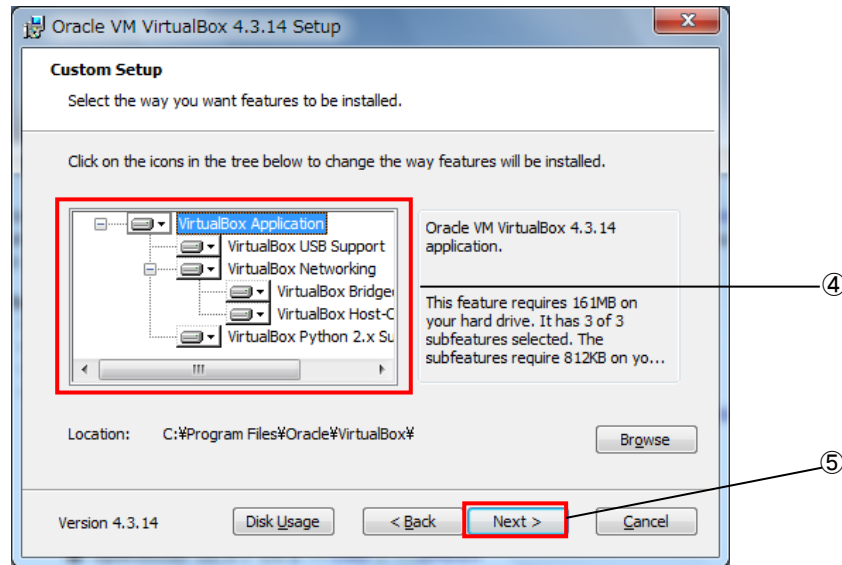 Oracle VM VirtualBox 4.3.14 Setup
Custom Setup
Select the way you want features to be installed.
Click on the icons in the tree below to change the way features will be installed.
VirtualBox Application
VirtualBox USB Support
VirtualBox Networking
VirtualBox Bridge
VirtualBox Host-C
VirtualBox Python 2.x Su
Oracle VM VirtualBox 4.3.14
application.
This feature requires 161MB on
your hard drive. It has 3 of 3
subfeatures selected. The
subfeatures require 812KB on yo...
④
Location: C:¥Program Files¥Oracle¥VirtualBox¥
Browse
⑤
Version 4.3.14 Disk Usage < Back Next > Cancel